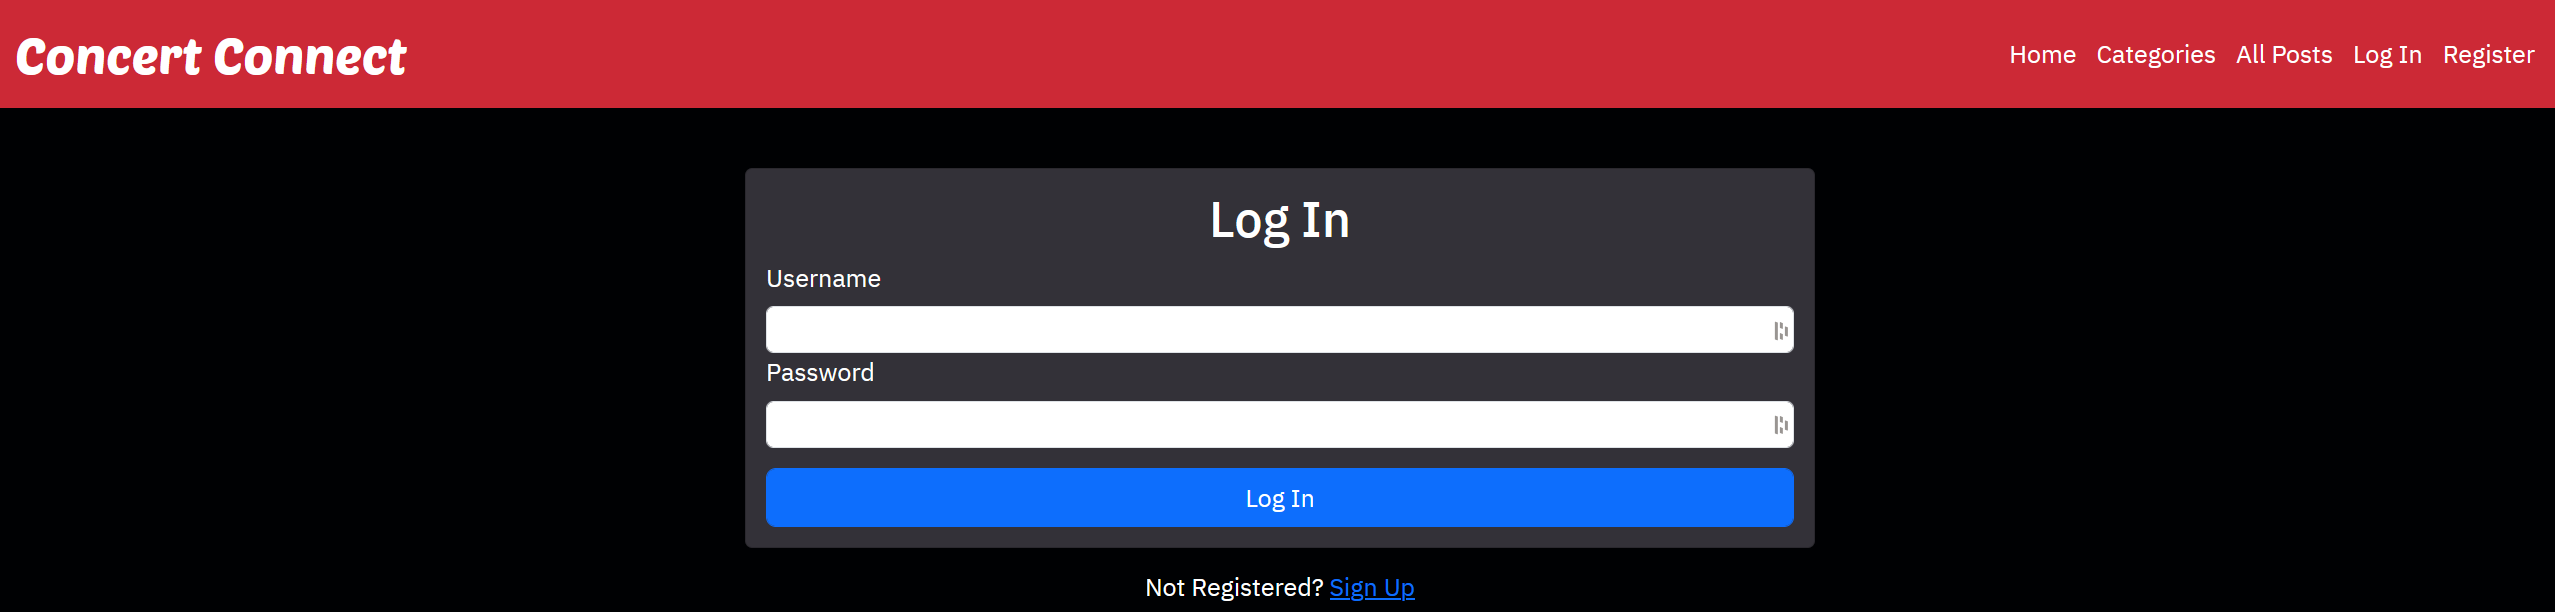 Concert Connect
Home Categories All Posts Log In Register
Log In
Username
Password
Log In
Not Registered? Sign Up